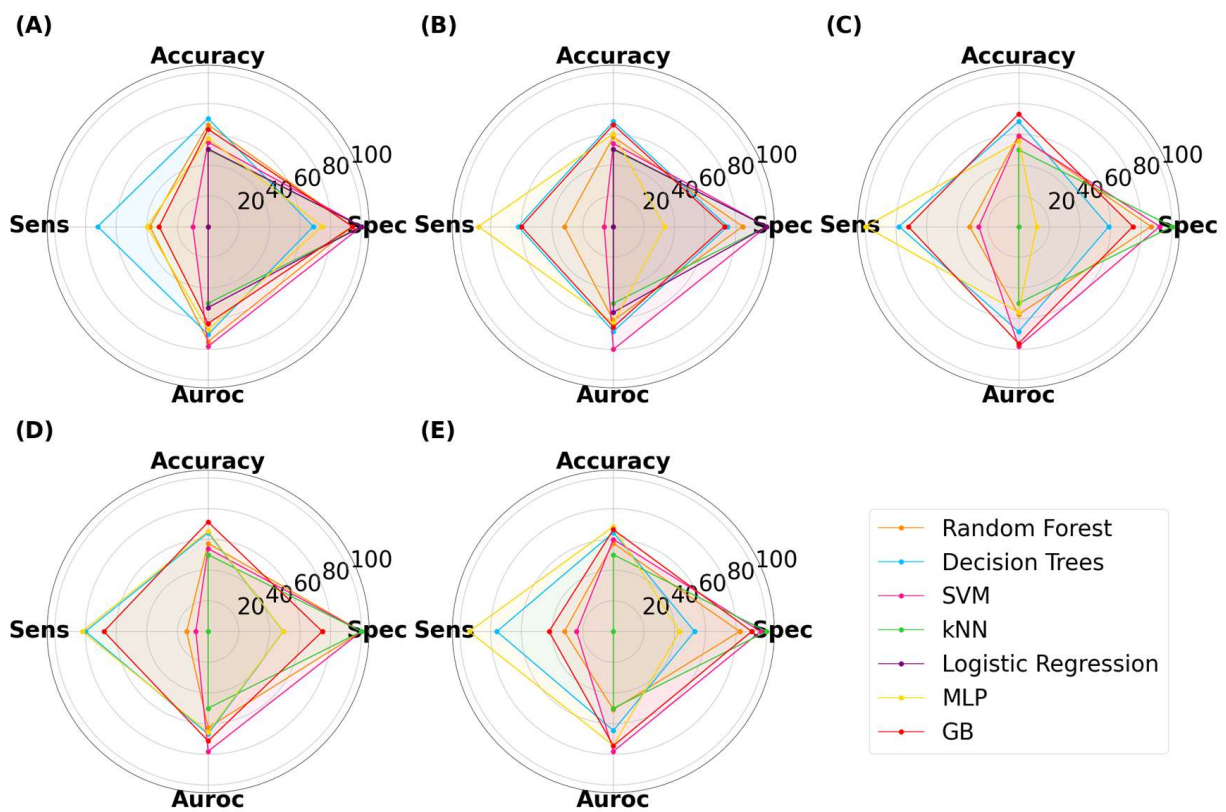 (A)
Accuracy
Sens
Spec
Auroc
20
40
60
80
100
(B)
Accuracy
Sens
Spec
Auroc
20
40
60
80
100
(C)
Accuracy
Sens
Spec
Auroc
20
40
60
80
100
(D)
Accuracy
Sens
Spec
Auroc
20
40
60
80
100
(E)
Accuracy
Sens
Spec
Auroc
20
40
60
80
100
Random Forest
Decision Trees
SVM
kNN
Logistic Regression
MLP
GB